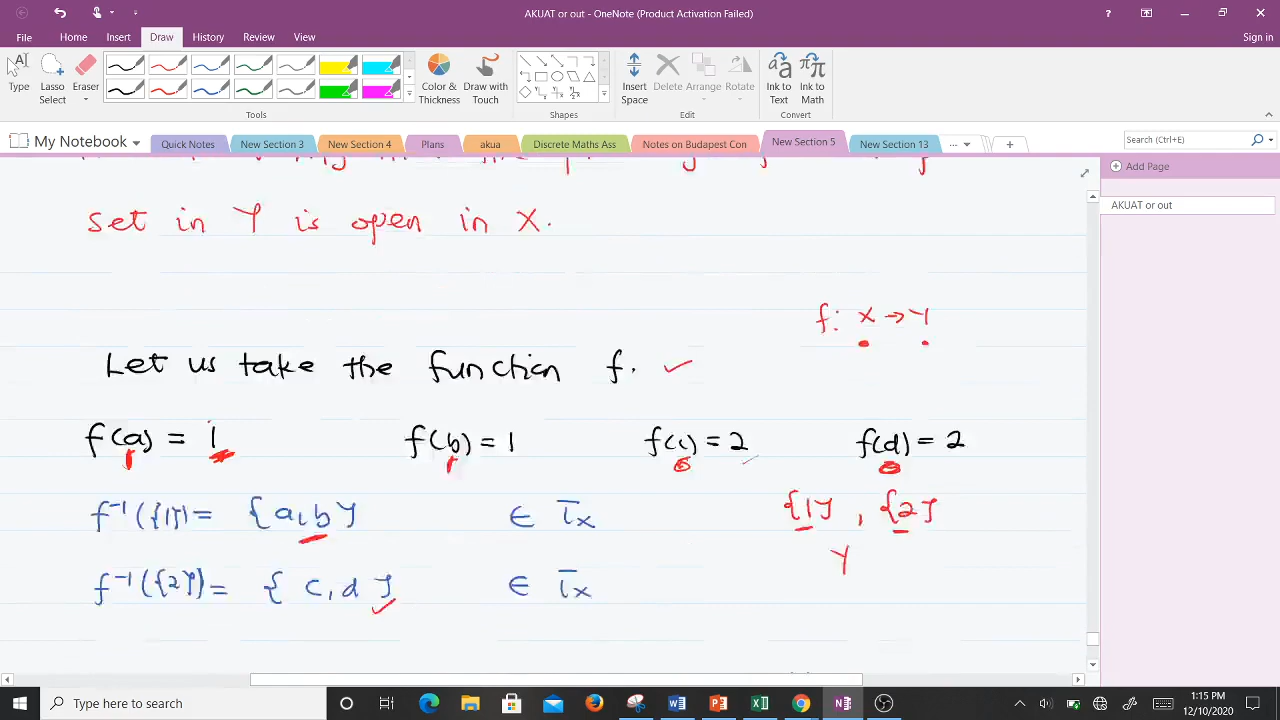 AKUAT or out - OneNote (Product Activation Failed)
File Home Insert Draw History Review View Sign in
Type Lasso Select Eraser Color & Thickness Draw with Touch Insert Space Delete Arrange Rotate Ink to Text Ink to Math
Tools Shapes Edit Convert
My Notebook Quick Notes New Section 3 New Section 4 Plans akua Discrete Maths Ass Notes on Budapest Con New Section 5 New Section 13 ... Search (Ctrl+E)
Add Page
AKUAT or out
set in Y is open in X.
f: X → Y
Let us take the function f. ✓
f(a) = 1 f(b) = 1 f(c) = 2 f(d) = 2
f⁻¹({1}) = {a,b} ∈ τx {1}, {2}
Y
f⁻¹({2}) = { c, d } ∈ τx
Type here to search
1:15 PM
12/10/2020